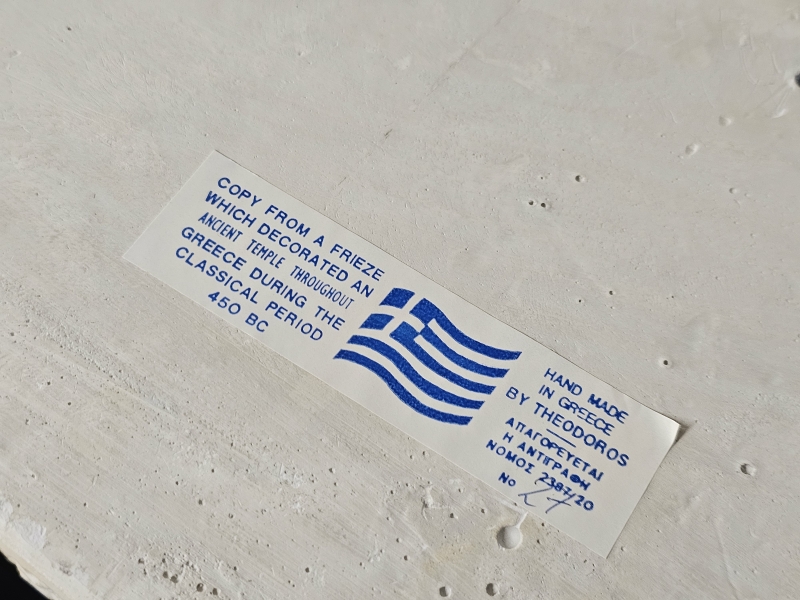 COPY FROM A FRIEZE
WHICH DECORATED AN
ANCIENT TEMPLE THROUGHOUT
GREECE DURING THE
CLASSICAL PERIOD
450 BC
HAND MADE
IN GREECE
BY THEODOROS
ΑΠΑΓΟΡΕΥΕΤΑΙ
Η ΑΝΤΙΓΡΑΦΗ
ΝΟΜΟΣ 2387/20
No 27